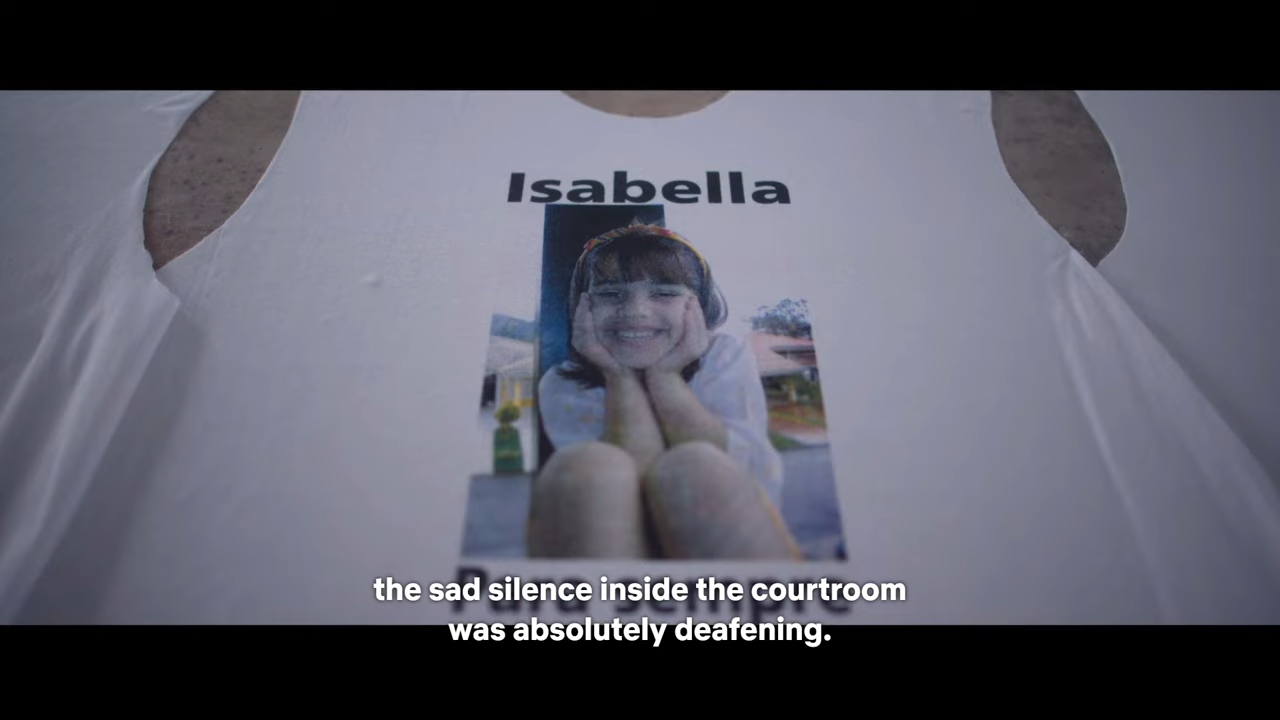 Isabella
Para sempre
the sad silence inside the courtroom
was absolutely deafening.